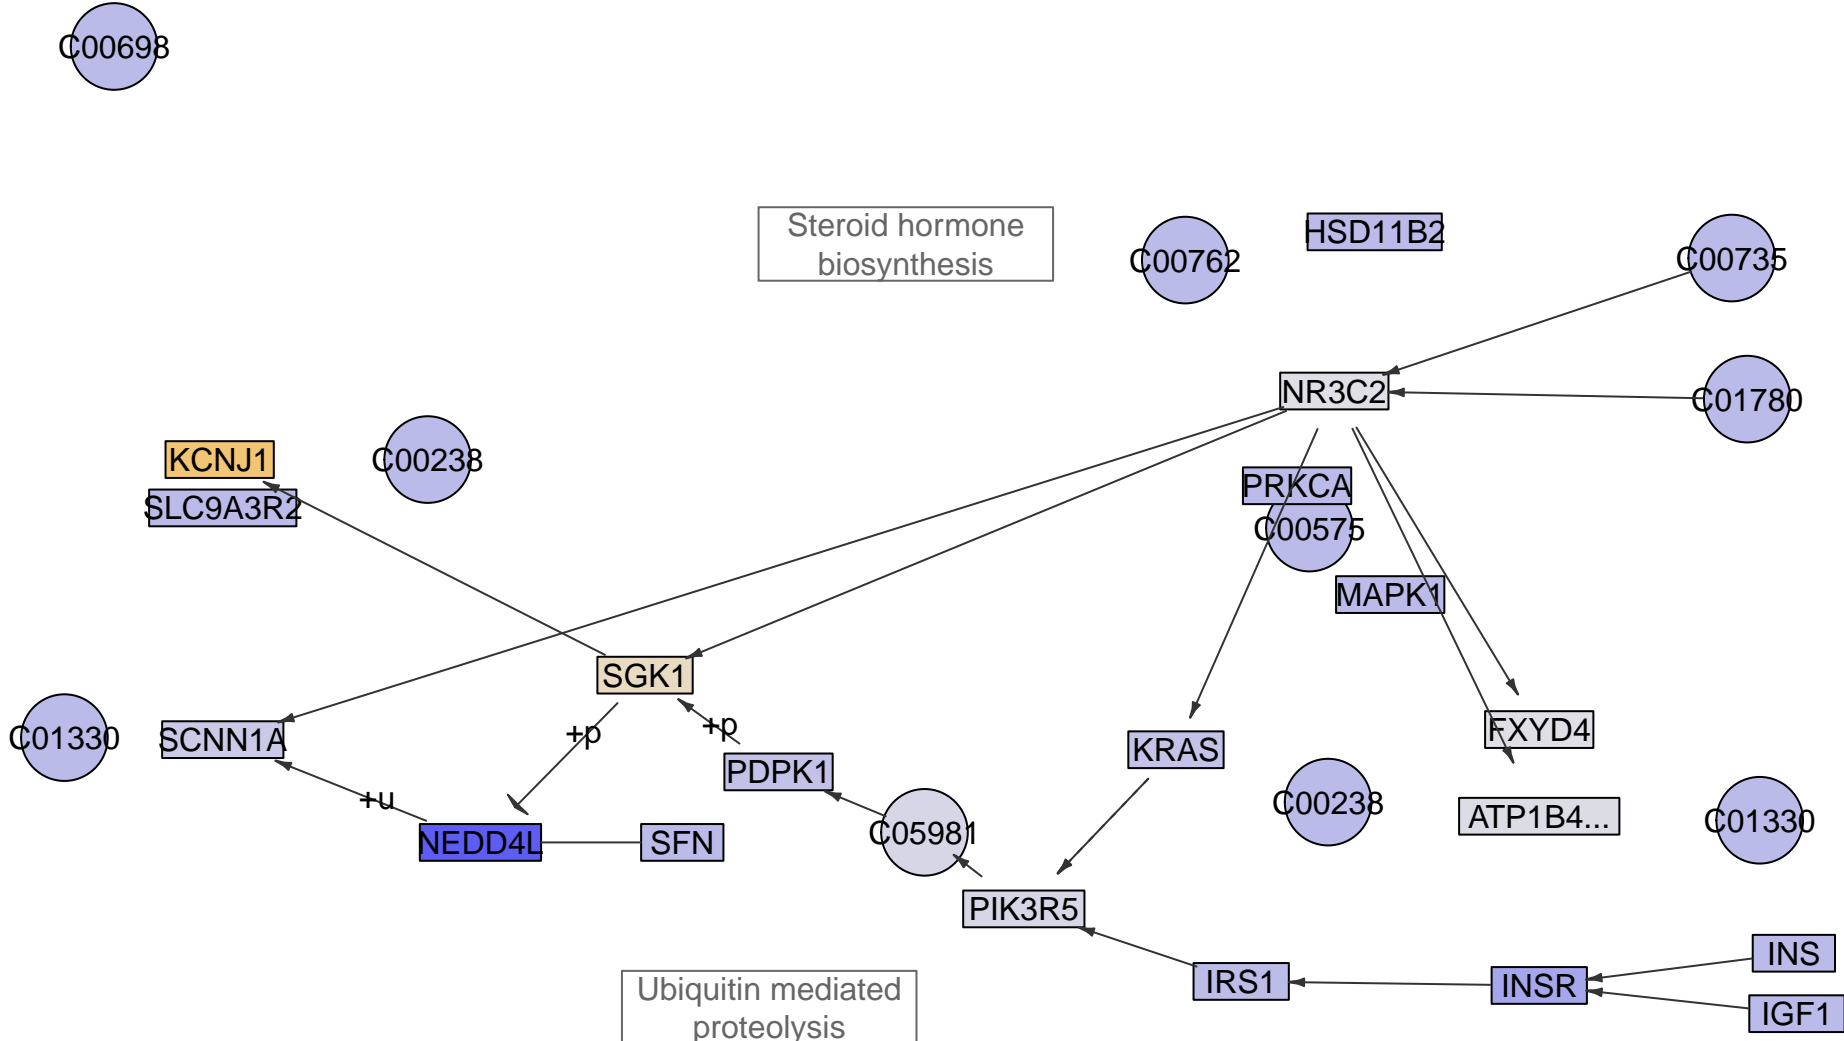 C00698
Steroid hormone
biosynthesis
C00762
HSD11B2
C00735
NR3C2
C01780
KCNJ1
C00238
SLC9A3R2
PRKCA
C00575
MAPK1
SGK1
C01330
SCNN1A
+p
+p
KRAS
FXYD4
PDPK1
+u
C00238
ATP1B4...
C01330
NEDD4L
SFN
C05981
PIK3R5
INS
IRS1
INSR
Ubiquitin mediated
proteolysis
IGF1